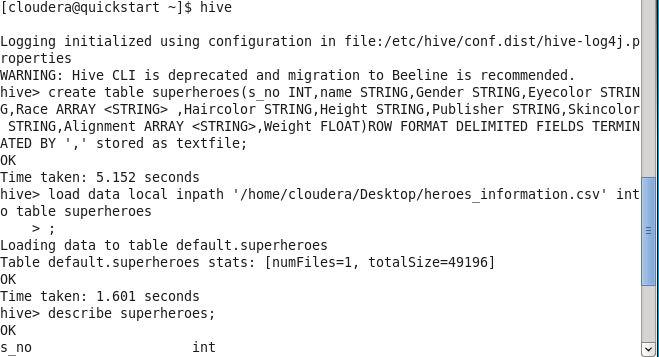 [cloudera@quickstart ~]$ hive

Logging initialized using configuration in file:/etc/hive/conf.dist/hive-log4j.p
roperties
WARNING: Hive CLI is deprecated and migration to Beeline is recommended.
hive> create table superheroes(s_no INT,name STRING,Gender STRING,Eyecolor STRIN
G,Race ARRAY <STRING> ,Haircolor STRING,Height STRING,Publisher STRING,Skincolor
 STRING,Alignment ARRAY <STRING>,Weight FLOAT)ROW FORMAT DELIMITED FIELDS TERMIN
ATED BY ',' stored as textfile;
OK
Time taken: 5.152 seconds
hive> load data local inpath '/home/cloudera/Desktop/heroes_information.csv' int
o table superheroes
    > ;
Loading data to table default.superheroes
Table default.superheroes stats: [numFiles=1, totalSize=49196]
OK
Time taken: 1.601 seconds
hive> describe superheroes;
OK
s_no                    int